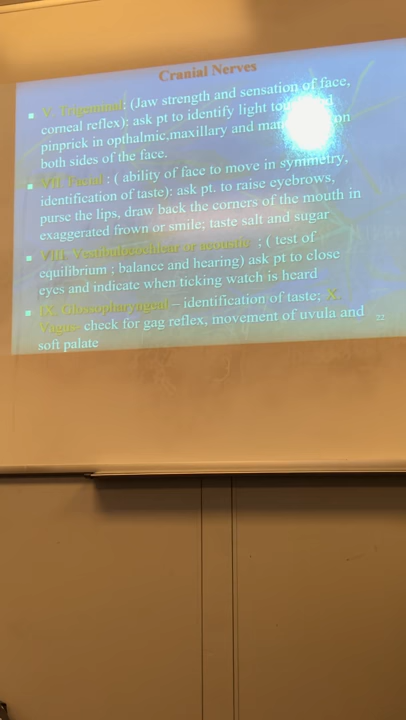 Cranial Nerves
▪ V. Trigeminal: (Jaw strength and sensation of face,
corneal reflex); ask pt to identify light
pinprick in opthalmic,maxillary and on
both sides of the face.
▪ VII. Facial : ( ability of face to move in symmetry,
identification of taste): ask pt. to raise eyebrows,
purse the lips, draw back the corners of the mouth in
exaggerated frown or smile; taste salt and sugar
▪ VIII. Vestibulocochlear or acoustic : ( test of
equilibrium ; balance and hearing) ask pt to close
eyes and indicate when ticking watch is heard
▪ IX. Glossopharyngeal – identification of taste; X.
Vagus- check for gag reflex, movement of uvula and
soft palate
22